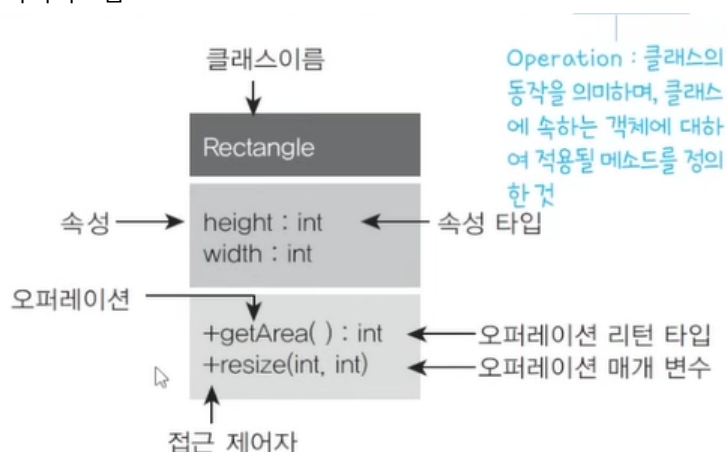 클래스이름
Operation : 클래스의
동작을 의미하며, 클래스
에 속하는 객체에 대하
여 적용될 메소드를 정의
한 것
Rectangle
속성
height : int
속성 타입
width : int
오퍼레이션
+getArea( ) : int
오퍼레이션 리턴 타입
+resize(int, int)
오퍼레이션 매개 변수
접근 제어자